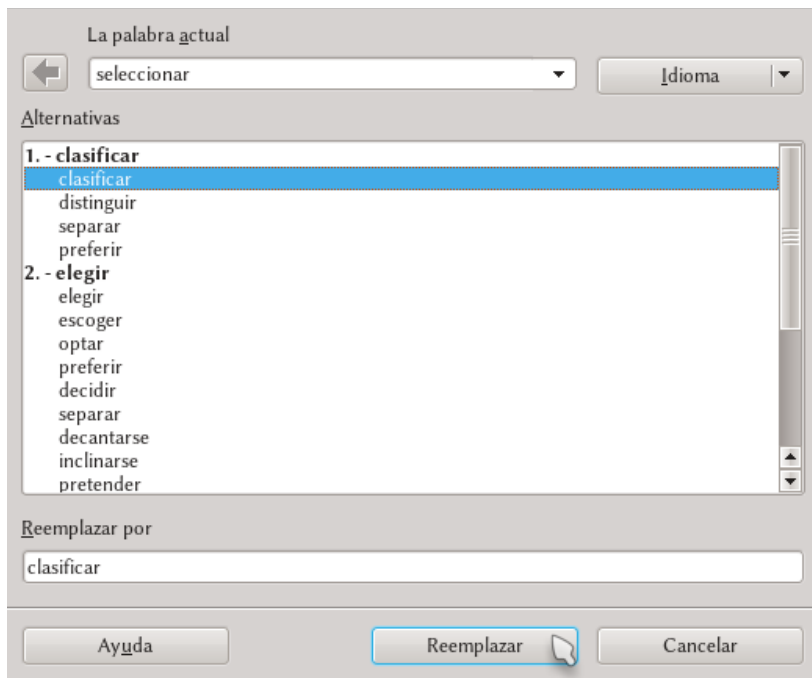 La palabra actual
seleccionar
Idioma
Alternativas
1. - clasificar
clasificar
distinguir
separar
preferir
2. - elegir
elegir
escoger
optar
preferir
decidir
separar
decantarse
inclinarse
pretender
Reemplazar por
clasificar
Ayuda
Reemplazar
Cancelar